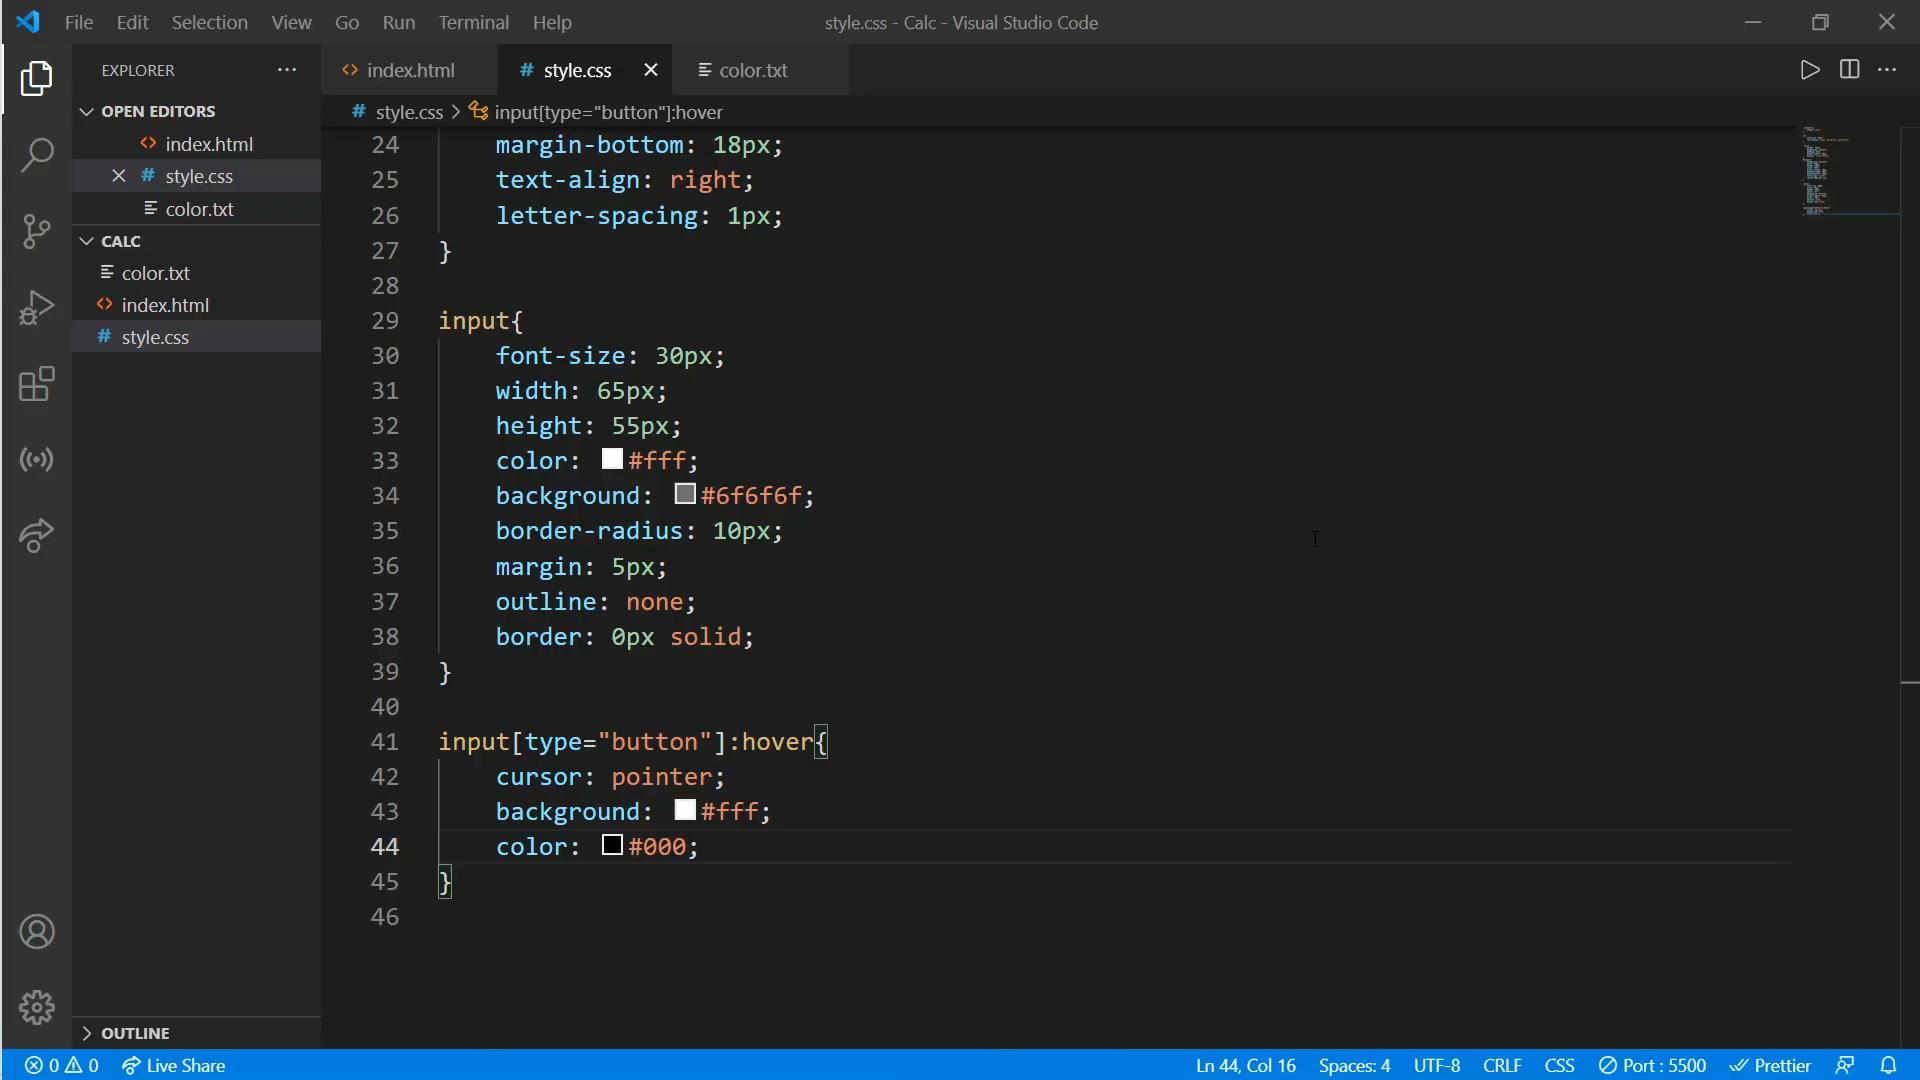 File Edit Selection View Go Run Terminal Help
style.css - Calc - Visual Studio Code
EXPLORER
OPEN EDITORS
index.html
style.css
color.txt
CALC
color.txt
index.html
style.css
OUTLINE
index.html
style.css
color.txt
style.css > input[type="button"]:hover
24 margin-bottom: 18px;
25 text-align: right;
26 letter-spacing: 1px;
27 }
28
29 input{
30 font-size: 30px;
31 width: 65px;
32 height: 55px;
33 color: #fff;
34 background: #6f6f6f;
35 border-radius: 10px;
36 margin: 5px;
37 outline: none;
38 border: 0px solid;
39 }
40
41 input[type="button"]:hover{
42 cursor: pointer;
43 background: #fff;
44 color: #000;
45 }
46
0 0 Live Share Ln 44, Col 16 Spaces: 4 UTF-8 CRLF CSS Port : 5500 Prettier